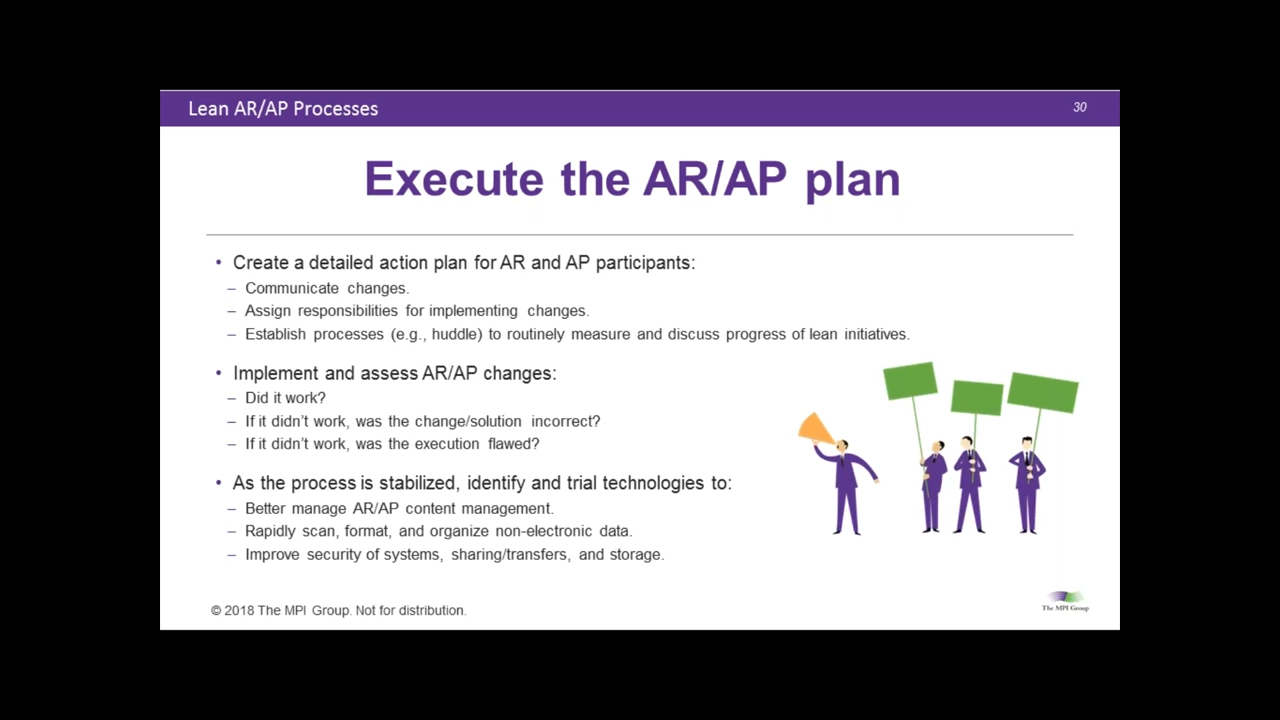 Lean AR/AP Processes
30
Execute the AR/AP plan
• Create a detailed action plan for AR and AP participants:
– Communicate changes.
– Assign responsibilities for implementing changes.
– Establish processes (e.g., huddle) to routinely measure and discuss progress of lean initiatives.
• Implement and assess AR/AP changes:
– Did it work?
– If it didn’t work, was the change/solution incorrect?
– If it didn’t work, was the execution flawed?
• As the process is stabilized, identify and trial technologies to:
– Better manage AR/AP content management.
– Rapidly scan, format, and organize non-electronic data.
– Improve security of systems, sharing/transfers, and storage.
© 2018 The MPI Group. Not for distribution.
The MPI Group